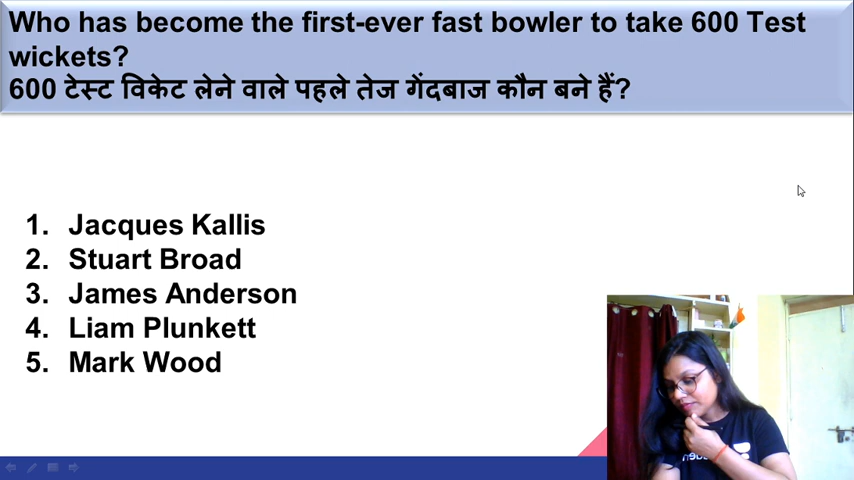 Who has become the first-ever fast bowler to take 600 Test
wickets?
600 टेस्ट विकेट लेने वाले पहले तेज गेंदबाज कौन बने हैं?
1. Jacques Kallis
2. Stuart Broad
3. James Anderson
4. Liam Plunkett
5. Mark Wood